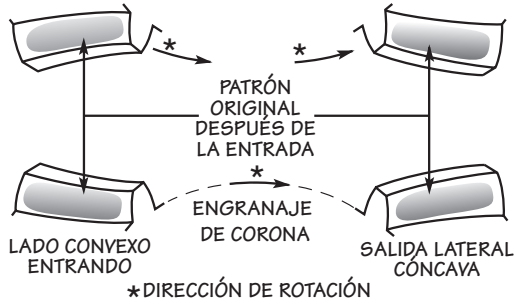 *
*
PATRÓN
ORIGINAL
DESPUÉS DE
LA ENTRADA
*
ENGRANAJE
DE CORONA
LADO CONVEXO
ENTRANDO
SALIDA LATERAL
CÓNCAVA
*DIRECCIÓN DE ROTACIÓN